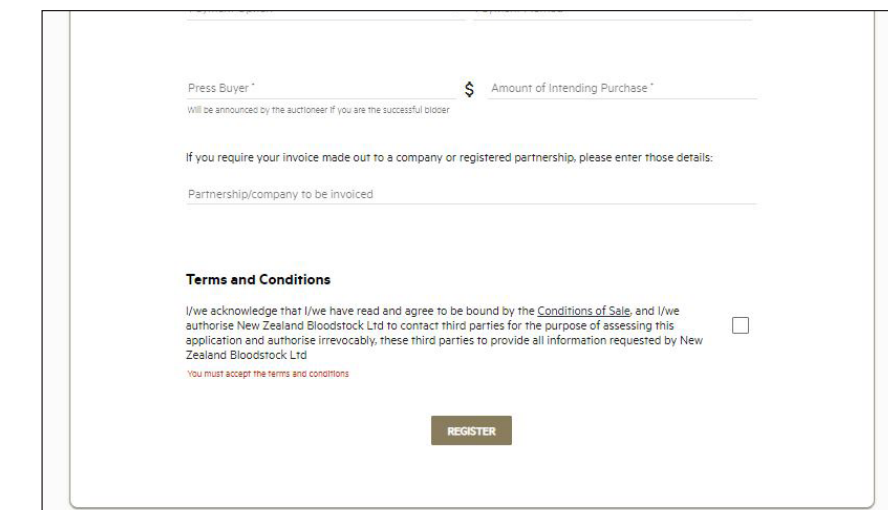 Press Buyer *
$ Amount of Intending Purchase *
Will be announced by the auctioneer if you are the successful bidder
If you require your invoice made out to a company or registered partnership, please enter those details:
Partnership/company to be invoiced
Terms and Conditions
I/we acknowledge that I/we have read and agree to be bound by the Conditions of Sale, and I/we
authorise New Zealand Bloodstock Ltd to contact third parties for the purpose of assessing this
application and authorise irrevocably, these third parties to provide all information requested by New
Zealand Bloodstock Ltd
You must accept the terms and conditions
REGISTER